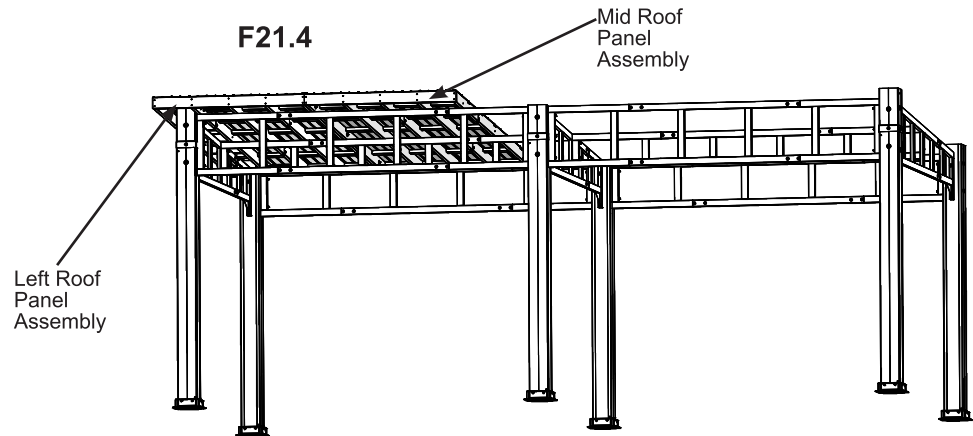 F21.4
Mid Roof
Panel
Assembly
Left Roof
Panel
Assembly